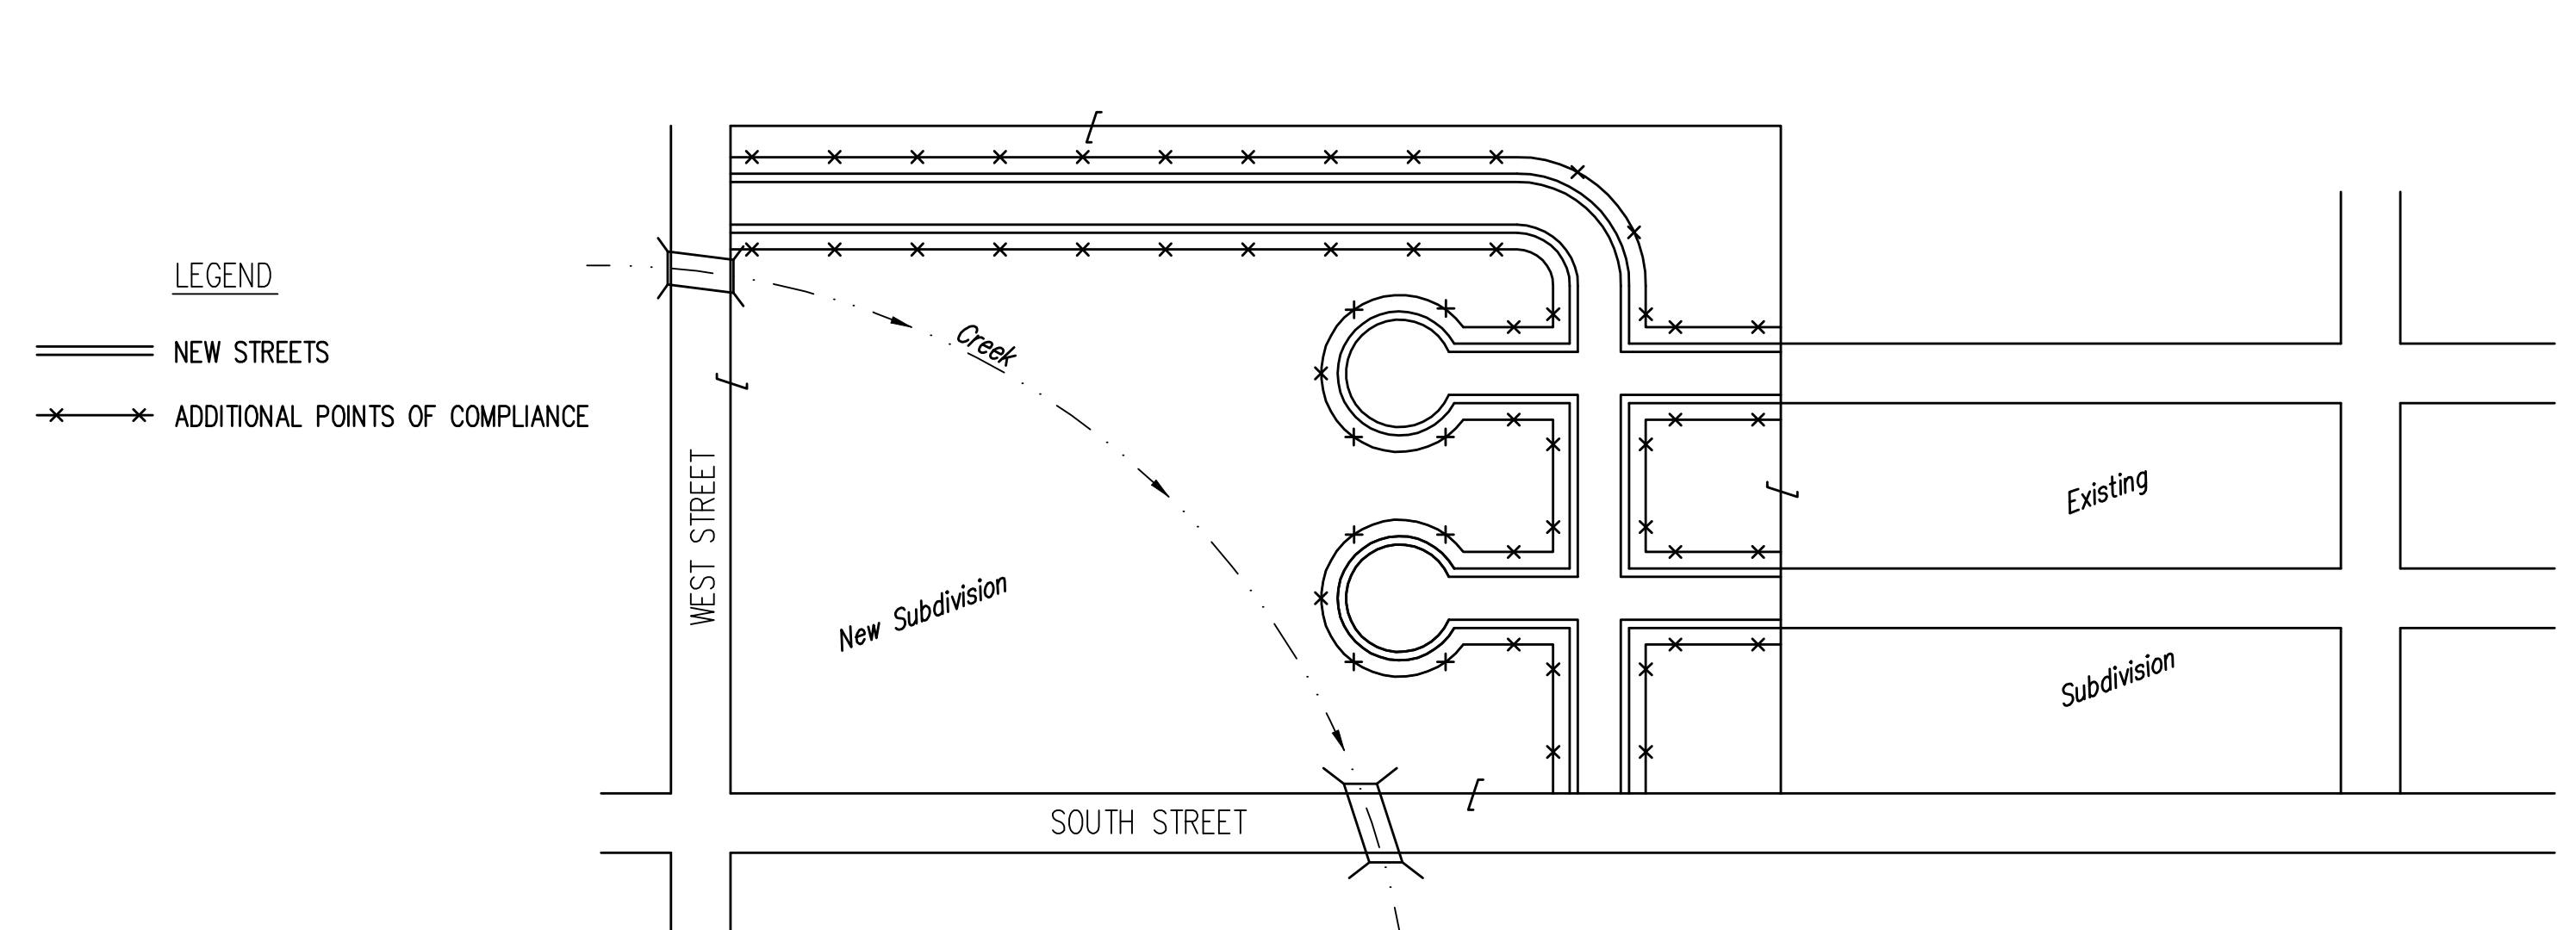 LEGEND
NEW STREETS
ADDITIONAL POINTS OF COMPLIANCE
Creek
WEST STREET
New Subdivision
SOUTH STREET
Existing
Subdivision